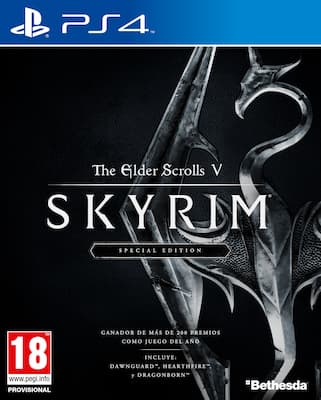 PS4
The Elder Scrolls V
SKYRIM®
SPECIAL EDITION
GANADOR DE MÁS DE 200 PREMIOS
COMO JUEGO DEL AÑO
INCLUYE:
DAWNGUARD™, HEARTHFIRE™,
y DRAGONBORN™
18
www.pegi.info
PROVISIONAL
Bethesda®